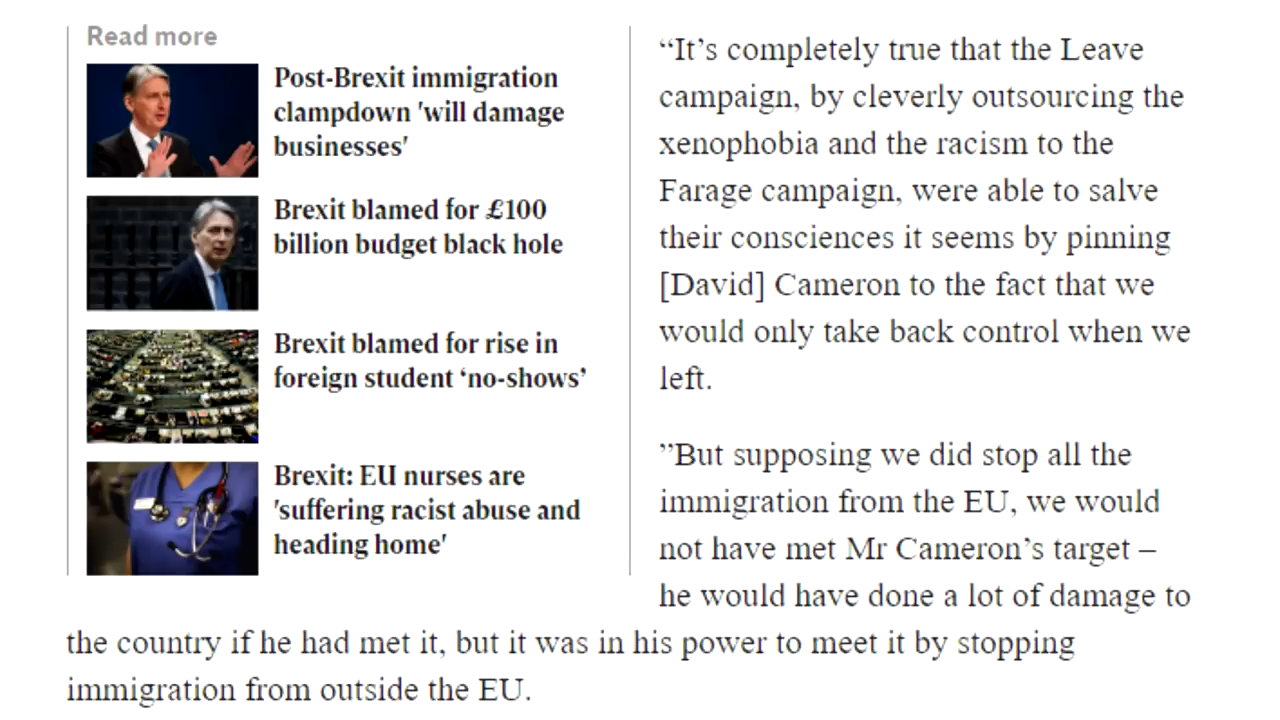 Read more
Post-Brexit immigration
clampdown 'will damage
businesses'
Brexit blamed for £100
billion budget black hole
Brexit blamed for rise in
foreign student ‘no-shows’
Brexit: EU nurses are
'suffering racist abuse and
heading home'
“It’s completely true that the Leave
campaign, by cleverly outsourcing the
xenophobia and the racism to the
Farage campaign, were able to salve
their consciences it seems by pinning
[David] Cameron to the fact that we
would only take back control when we
left.
”But supposing we did stop all the
immigration from the EU, we would
not have met Mr Cameron’s target –
he would have done a lot of damage to
the country if he had met it, but it was in his power to meet it by stopping
immigration from outside the EU.